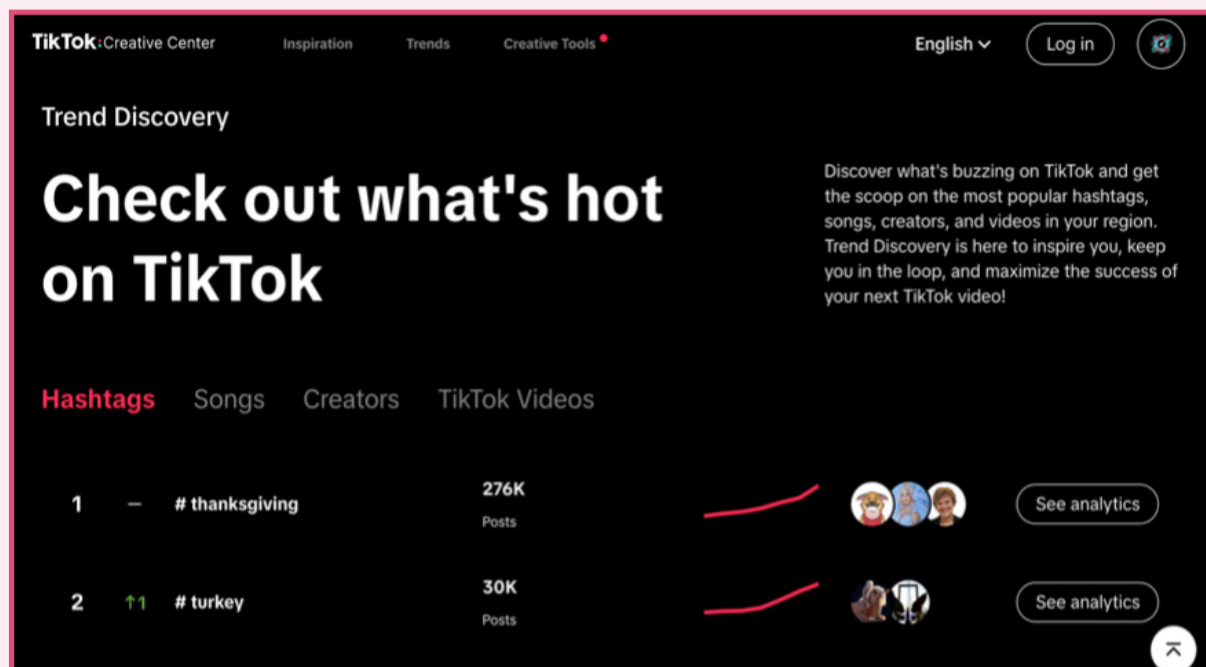 TikTok:Creative Center
Inspiration
Trends
Creative Tools
English
Log in
Trend Discovery
Check out what's hot
on TikTok
Discover what's buzzing on TikTok and get
the scoop on the most popular hashtags,
songs, creators, and videos in your region.
Trend Discovery is here to inspire you, keep
you in the loop, and maximize the success of
your next TikTok video!
Hashtags
Songs
Creators
TikTok Videos
1
–
# thanksgiving
276K
Posts
See analytics
2
↑1
# turkey
30K
Posts
See analytics